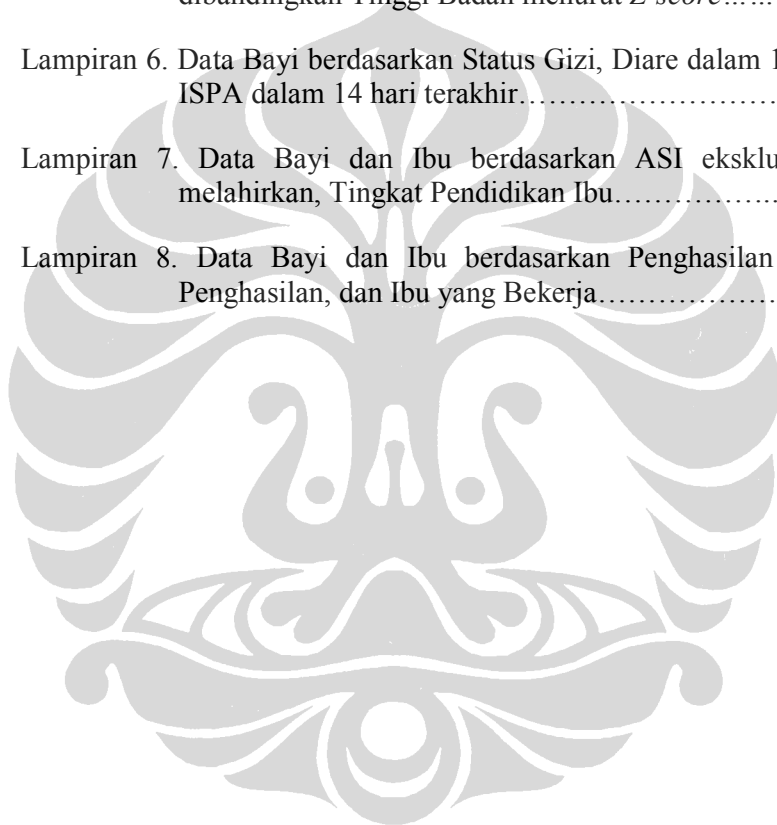 dibandingkan Tinggi Badan menurut Z-score……
Lampiran 6. Data Bayi berdasarkan Status Gizi, Diare dalam 1
ISPA dalam 14 hari terakhir……………………
Lampiran 7. Data Bayi dan Ibu berdasarkan ASI eksklu
melahirkan, Tingkat Pendidikan Ibu……………..
Lampiran 8. Data Bayi dan Ibu berdasarkan Penghasilan
Penghasilan, dan Ibu yang Bekerja………………